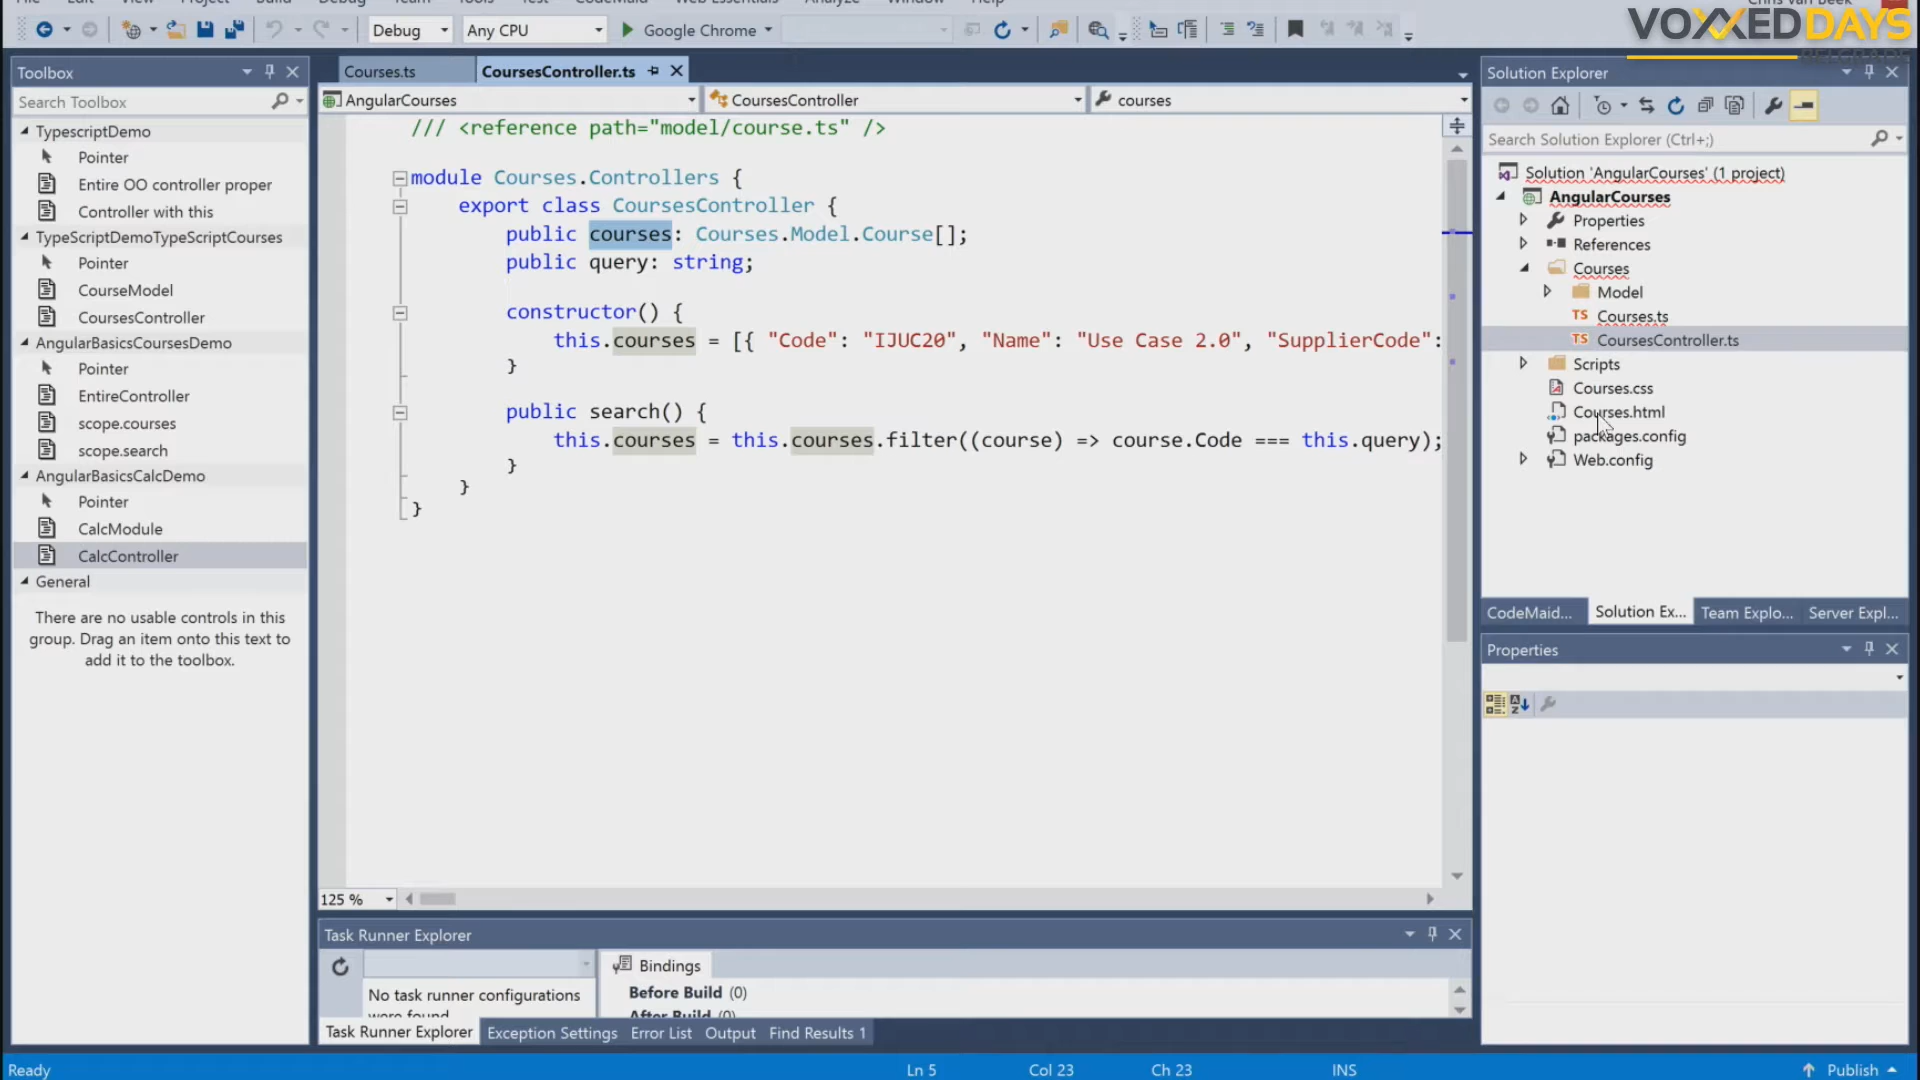 VOXXED DAYS
Debug
Any CPU
Google Chrome
Toolbox
Search Toolbox
TypescriptDemo
Pointer
Entire OO controller proper
Controller with this
TypeScriptDemoTypeScriptCourses
Pointer
CourseModel
CoursesController
AngularBasicsCoursesDemo
Pointer
EntireController
scope.courses
scope.search
AngularBasicsCalcDemo
Pointer
CalcModule
CalcController
General
There are no usable controls in this
group. Drag an item onto this text to
add it to the toolbox.
Courses.ts
CoursesController.ts
AngularCourses
CoursesController
courses
/// <reference path="model/course.ts" />
module Courses.Controllers {
export class CoursesController {
public courses: Courses.Model.Course[];
public query: string;
constructor() {
this.courses = [{ "Code": "IJUC20", "Name": "Use Case 2.0", "SupplierCode":
}
public search() {
this.courses = this.courses.filter((course) => course.Code === this.query);
}
}
}
125 %
Task Runner Explorer
No task runner configurations
were found
Bindings
Before Build (0)
After Build (0)
Task Runner Explorer
Exception Settings
Error List
Output
Find Results 1
Solution Explorer
Search Solution Explorer (Ctrl+;)
Solution 'AngularCourses' (1 project)
AngularCourses
Properties
References
Courses
Model
TS Courses.ts
TS CoursesController.ts
Scripts
Courses.css
Courses.html
packages.config
Web.config
CodeMaid...
Solution Ex...
Team Explo...
Server Expl...
Properties
Ready
Ln 5
Col 23
Ch 23
INS
Publish